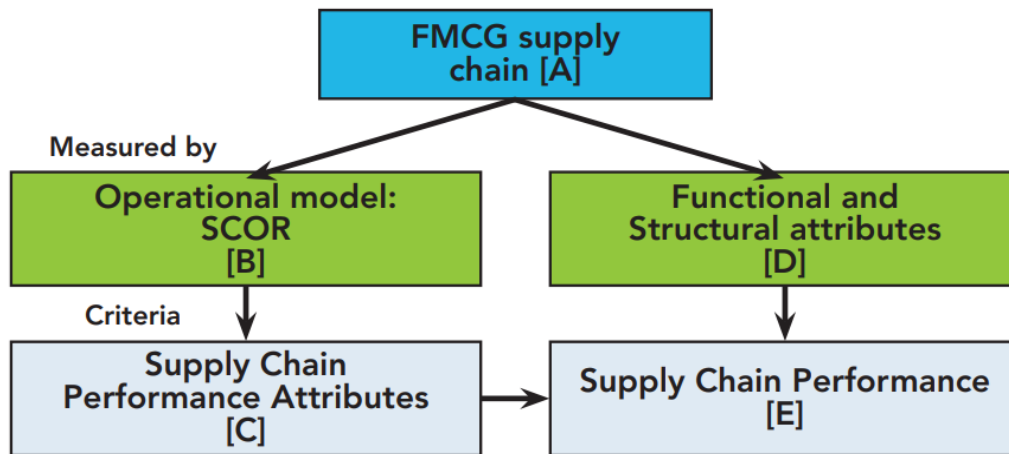 FMCG supply
chain [A]
Measured by
Operational model:
SCOR
[B]
Functional and
Structural attributes
[D]
Criteria
Supply Chain
Performance Attributes
[C]
Supply Chain Performance
[E]